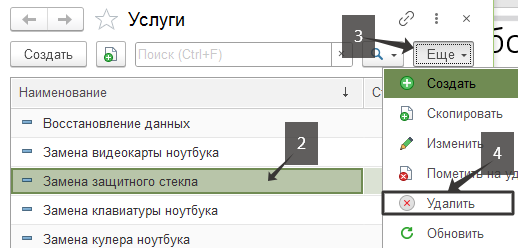 Услуги
3
Создать
Поиск (Ctrl+F)
×
Еще
Наименование
Создать
Скопировать
Восстановление данных
2
Изменить
Замена видеокарты ноутбука
4
Пометить на
Замена защитного стекла
Удалить
Замена клавиатуры ноутбука
Обновить
Замена кулера ноутбука